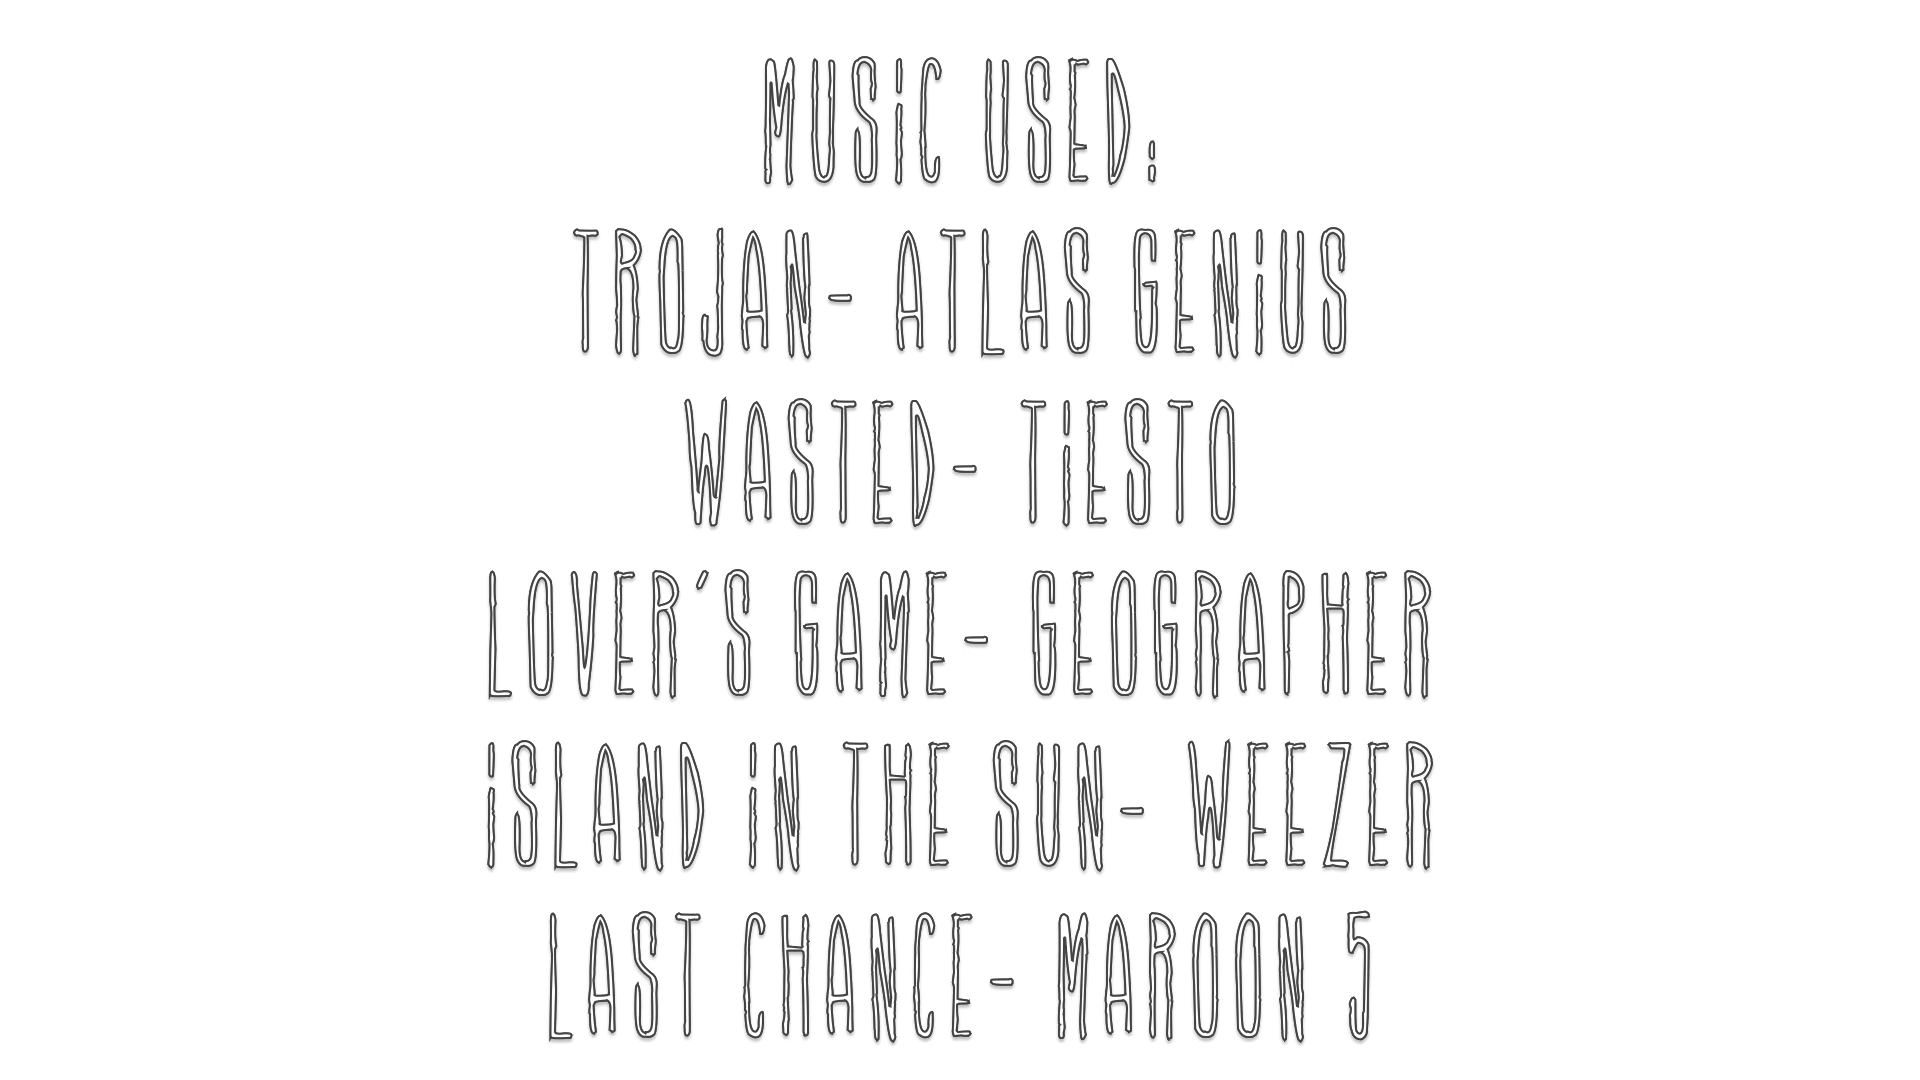 MUSiC USED:
TROJAN- ATLAS GENiUS
WASTED- TiESTO
LOVER'S GAME- GEOGRAPHER
iSLAND iN THE SUN- WEEZER
LAST CHANCE- MAROON 5